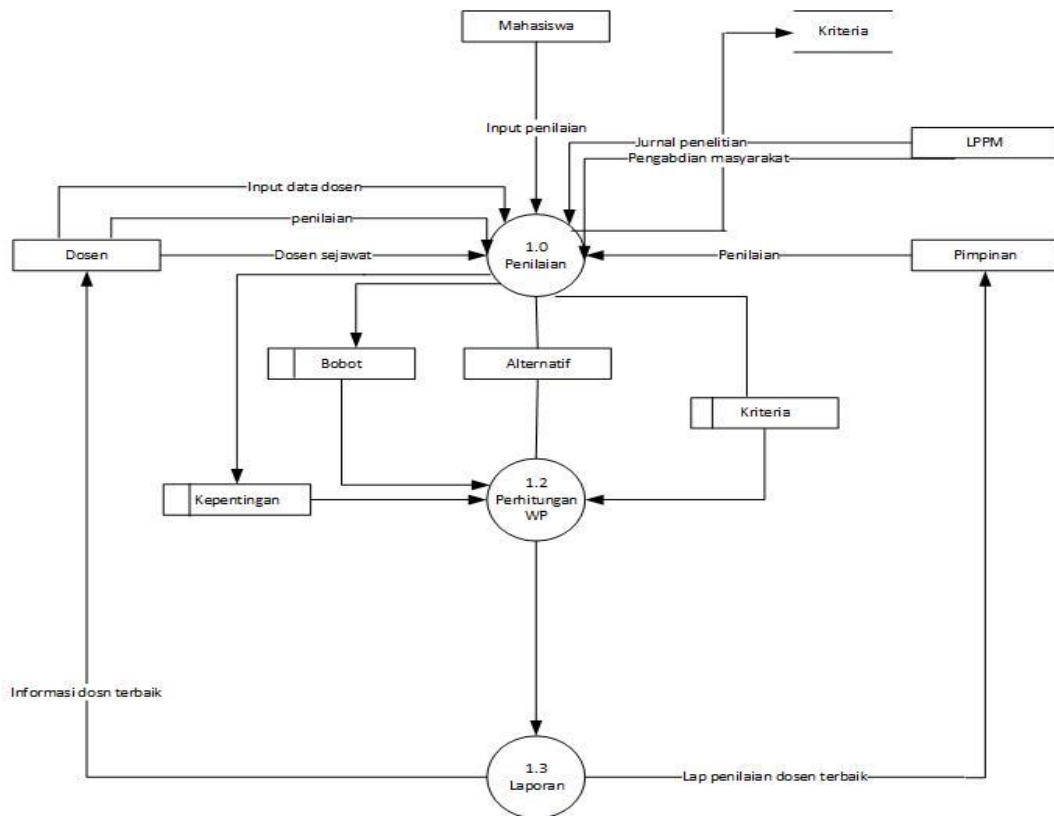 Mahasiswa
Kriteria
Input penilaian
Jurnal penelitian
LPPM
Pengabdian masyarakat
Input data dosen
penilaian
Dosen
Dosen sejawat
1.0
Penilaian
Penilaian
Pimpinan
Bobot
Alternatif
Kriteria
Kepentingan
1.2
Perhitungan
WP
Informasi dosn terbaik
1.3
Laporan
Lap penilaian dosen terbaik